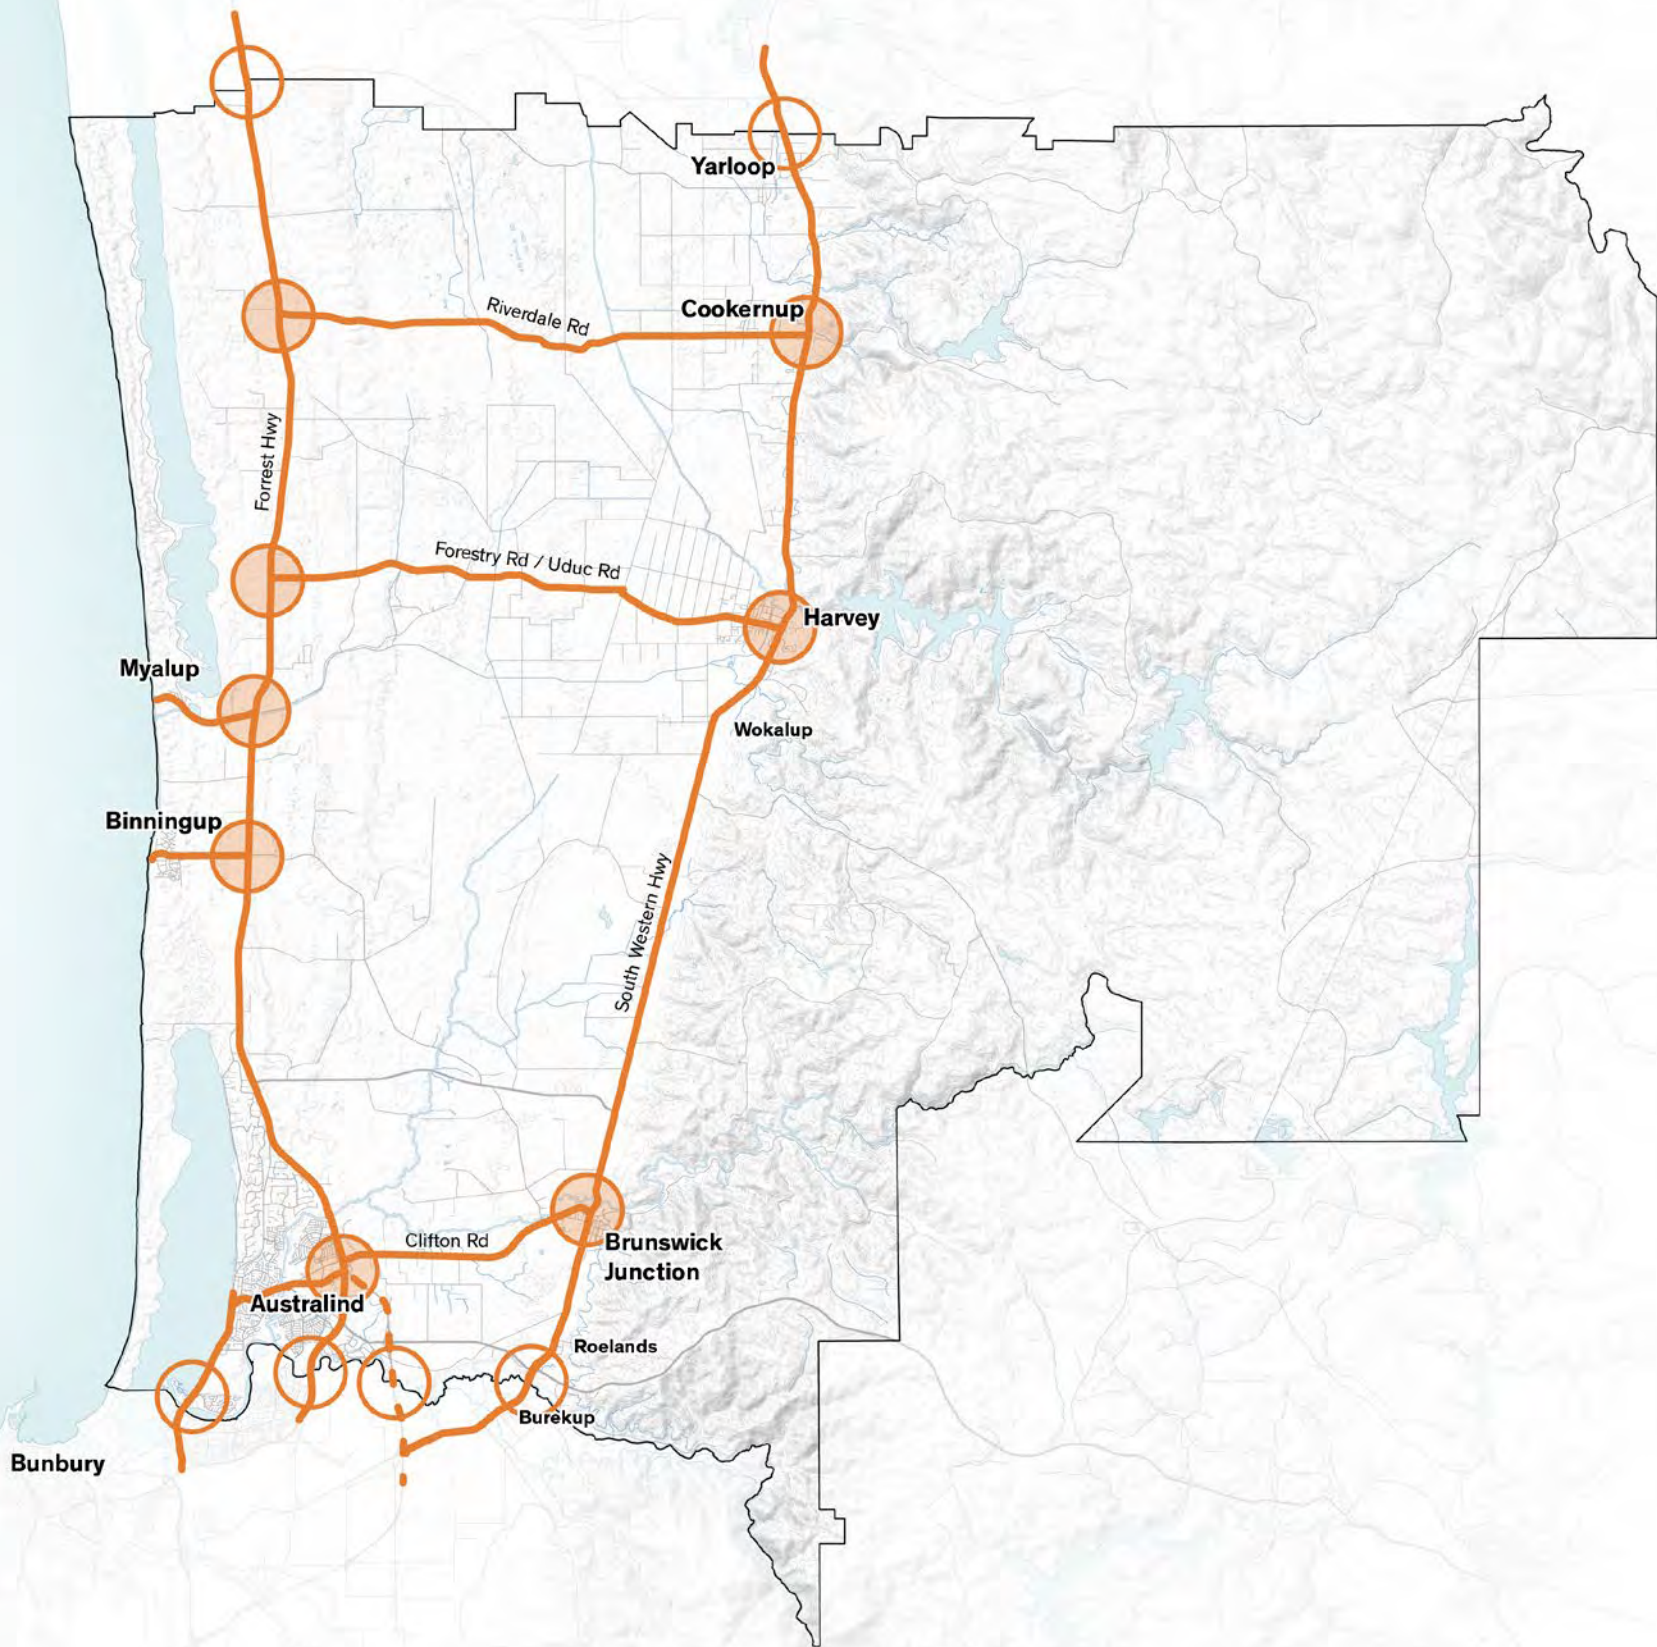 Yarloop
Cookernup
Riverdale Rd
Forrest Hwy
Forestry Rd / Uduc Rd
Harvey
Myalup
Wokalup
Binningup
South Western Hwy
Clifton Rd
Brunswick
Junction
Australind
Roelands
Burekup
Bunbury